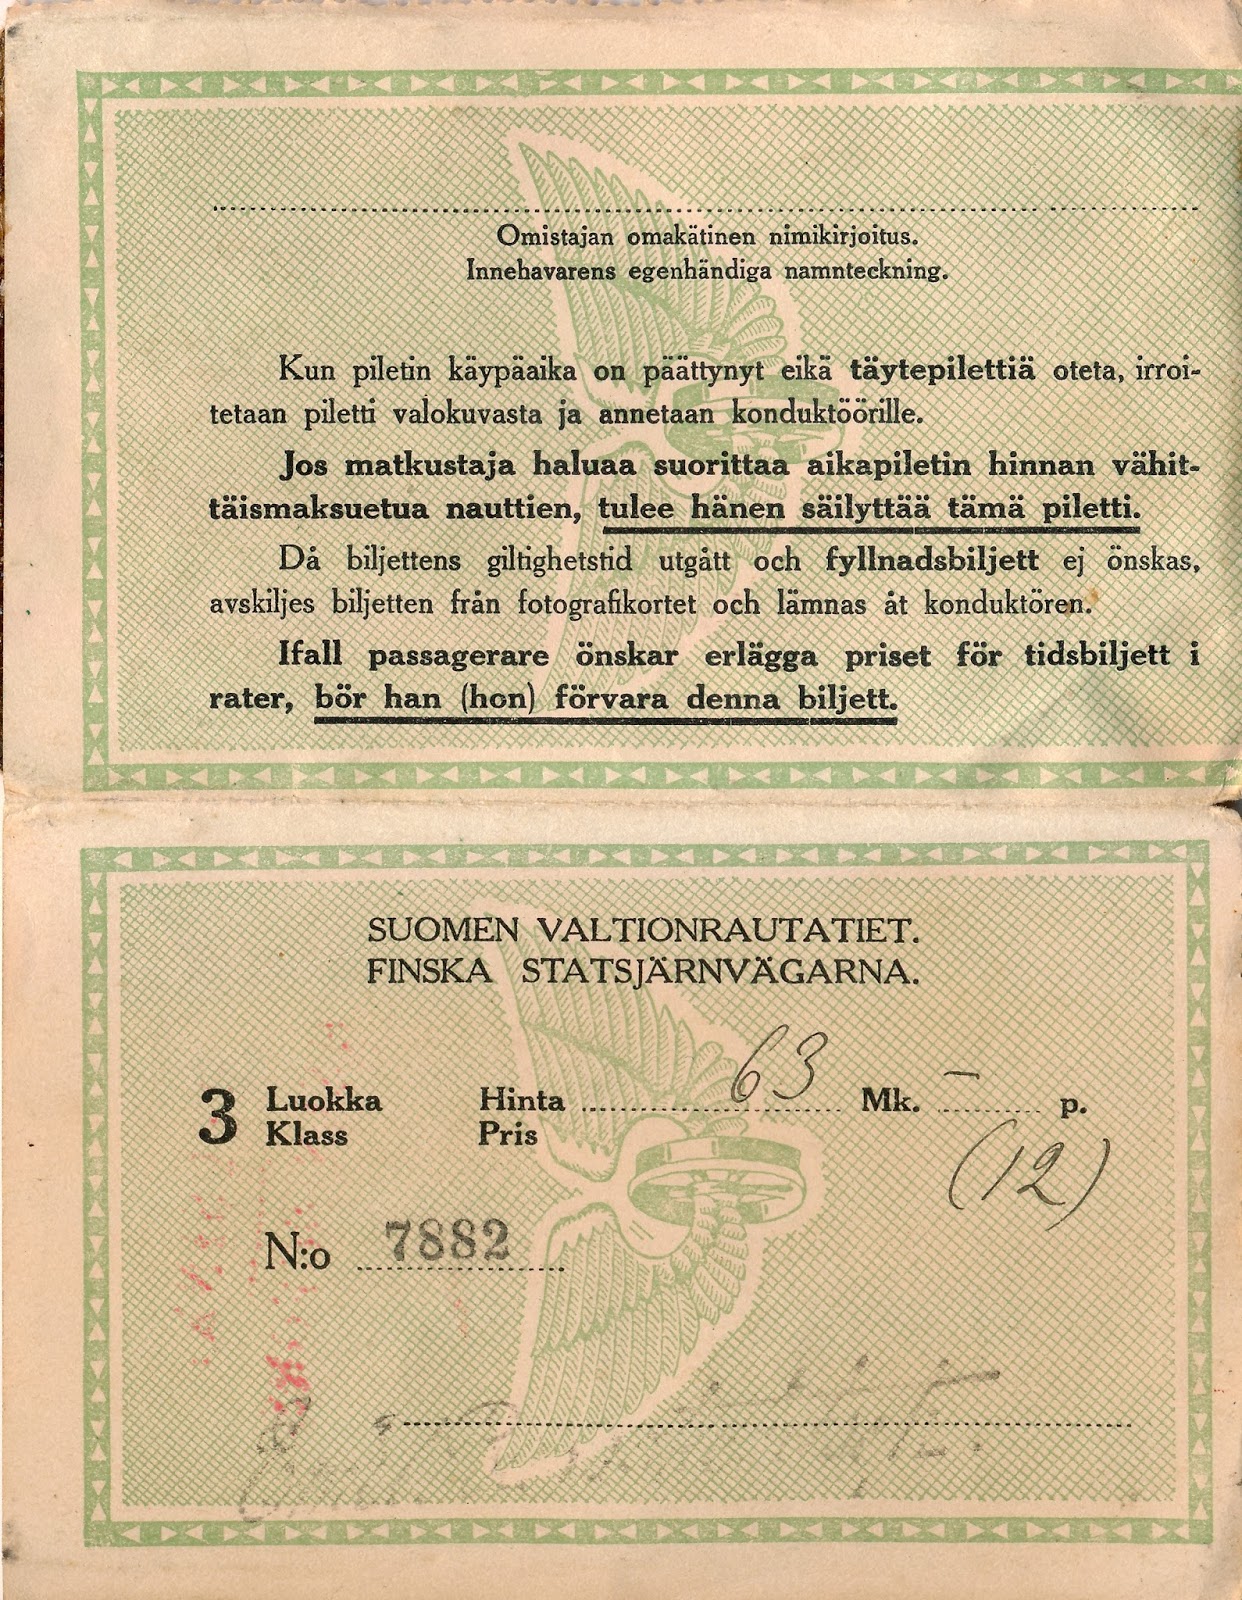 Omistajan omakätinen nimikirjoitus.
Innehavarens egenhändiga namnteckning.
Kun piletin käypäaika on päättynyt eikä täytepilettiä oteta, irroi-
tetaan piletti valokuvasta ja annetaan konduktöörille.
Jos matkustaja haluaa suorittaa aikapiletin hinnan vähit-
täismaksuetua nauttien, tulee hänen säilyttää tämä piletti.
Då biljettens giltighetstid utgått och fyllnadsbiljett ej önskas,
avskiljes biljetten från fotografikortet och lämnas åt konduktören.
Ifall passagerare önskar erlägga priset för tidsbiljett i
rater, bör han (hon) förvara denna biljett.
SUOMEN VALTIONRAUTATIET.
FINSKA STATSJÄRNVÄGARNA.
3 Luokka Hinta 63 Mk. — p.
Klass Pris
(12)
N:o 7882